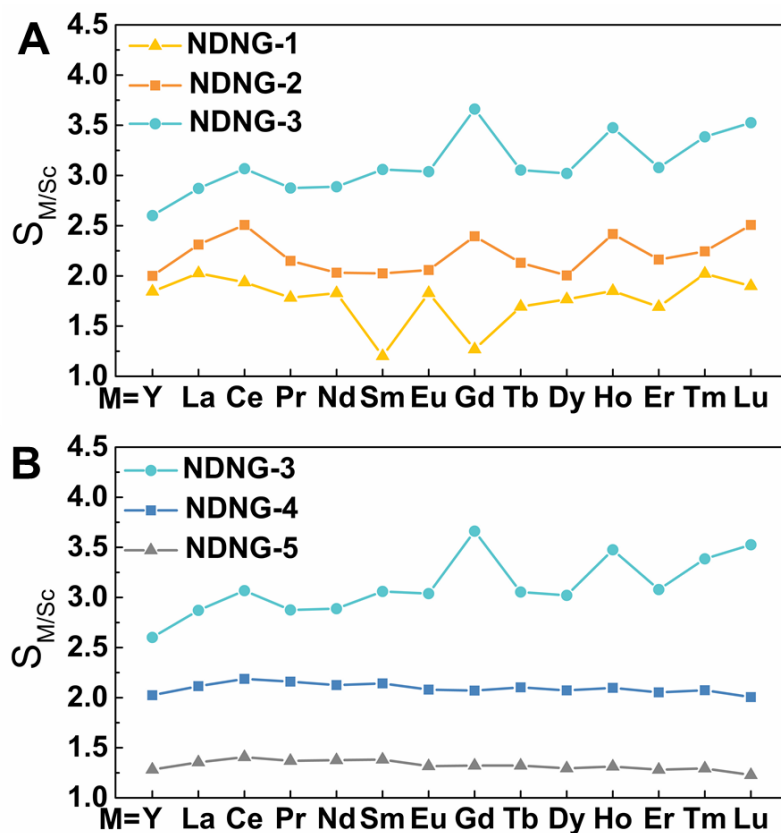 A
4.5
4.0
3.5
3.0
2.5
2.0
1.5
1.0
S_M/Sc
NDNG-1
NDNG-2
NDNG-3
M= Y La Ce Pr Nd Sm Eu Gd Tb Dy Ho Er Tm Lu
B
4.5
4.0
3.5
3.0
2.5
2.0
1.5
1.0
S_M/Sc
NDNG-3
NDNG-4
NDNG-5
M= Y La Ce Pr Nd Sm Eu Gd Tb Dy Ho Er Tm Lu